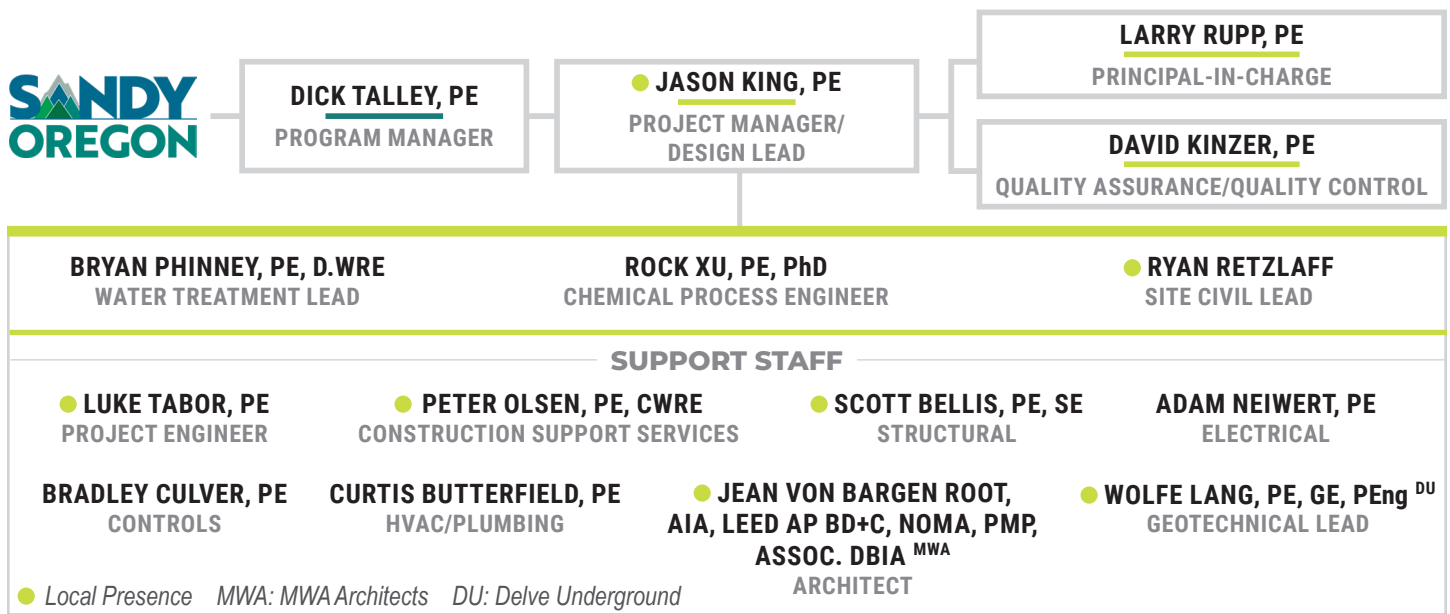 SANDY
OREGON
DICK TALLEY, PE
PROGRAM MANAGER
JASON KING, PE
PROJECT MANAGER/
DESIGN LEAD
LARRY RUPP, PE
PRINCIPAL-IN-CHARGE
DAVID KINZER, PE
QUALITY ASSURANCE/QUALITY CONTROL
BRYAN PHINNEY, PE, D.WRE
WATER TREATMENT LEAD
ROCK XU, PE, PhD
CHEMICAL PROCESS ENGINEER
RYAN RETZLAFF
SITE CIVIL LEAD
SUPPORT STAFF
LUKE TABOR, PE
PROJECT ENGINEER
PETER OLSEN, PE, CWRE
CONSTRUCTION SUPPORT SERVICES
SCOTT BELLIS, PE, SE
STRUCTURAL
ADAM NEIWERT, PE
ELECTRICAL
BRADLEY CULVER, PE
CONTROLS
CURTIS BUTTERFIELD, PE
HVAC/PLUMBING
JEAN VON BARGEN ROOT,
AIA, LEED AP BD+C, NOMA, PMP,
ASSOC. DBIA MWA
ARCHITECT
WOLFE LANG, PE, GE, PEng DU
GEOTECHNICAL LEAD
Local Presence MWA: MWA Architects DU: Delve Underground